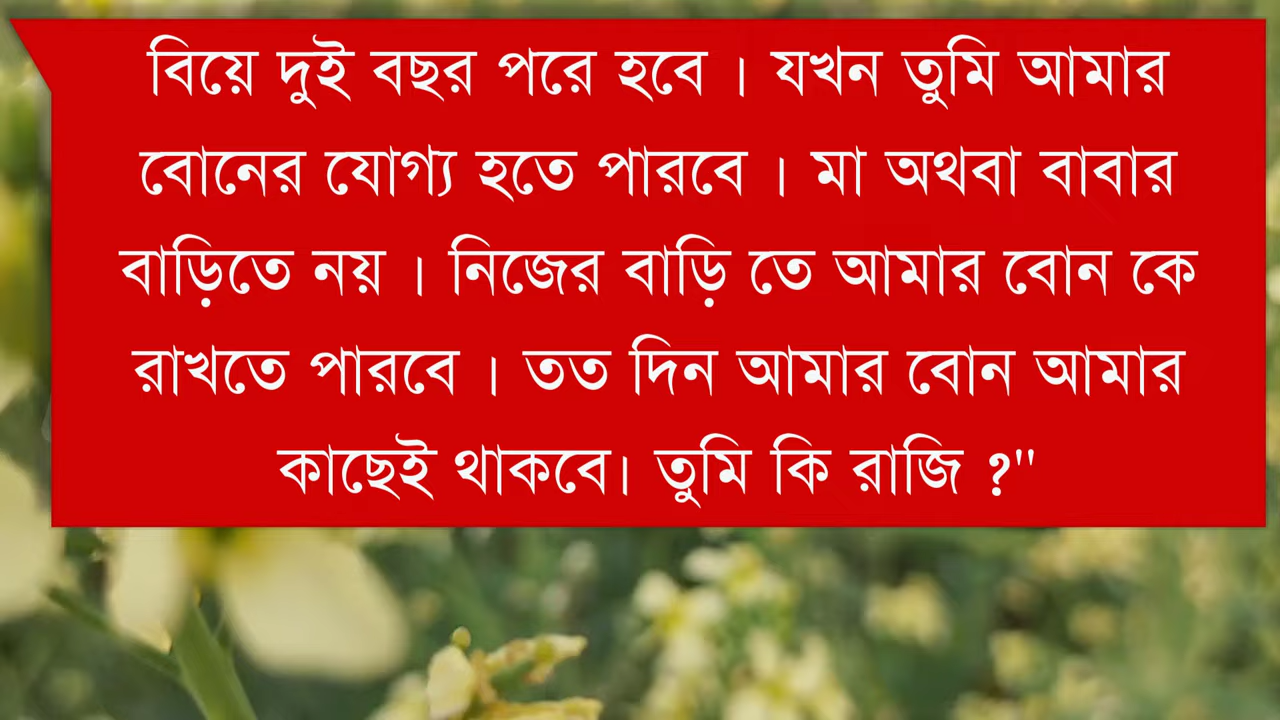 বিয়ে দুই বছর পরে হবে । যখন তুমি আমার
বোনের যোগ্য হতে পারবে । মা অথবা বাবার
বাড়িতে নয় । নিজের বাড়ি তে আমার বোন কে
রাখতে পারবে । তত দিন আমার বোন আমার
কাছেই থাকবে। তুমি কি রাজি ?"